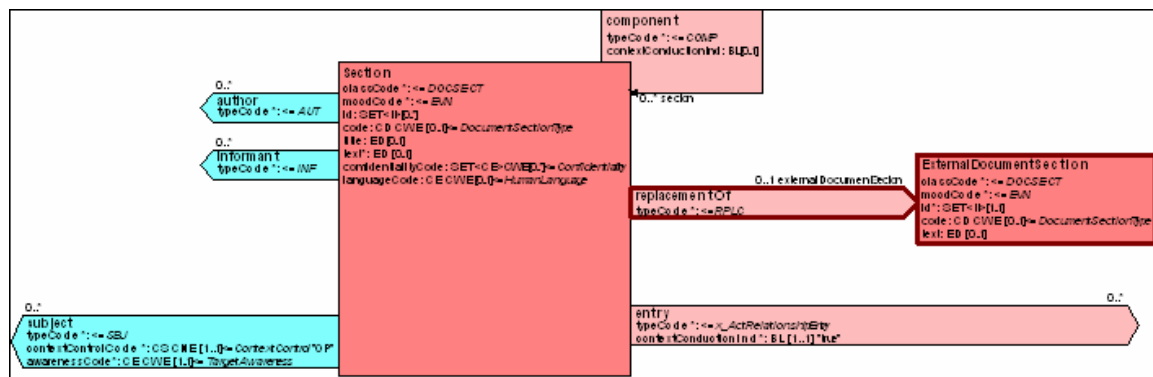 component
typeCode*: <= COMP
contextConductionInd: BL[0..1]
0..* section
Section
classCode*: <= DOCSECT
moodCode*: <= EVN
id: SET<II>[0..*]
code: CD CWE [0..1]<= DocumentSectionType
title: ED [0..1]
text*: ED [0..1]
confidentialityCode: SET<CE>CWE[0..*]<= Confidentiality
languageCode: CE CWE[0..1]<= HumanLanguage
0..*
author
typeCode*: <= AUT
0..*
informant
typeCode*: <= INF
0..1 externalDocumentSection
replacementOf
typeCode*: <= RPLC
ExternalDocumentSection
classCode*: <= DOCSECT
moodCode*: <= EVN
id*: SET<II>[1..1]
code: CD CWE [0..1]<= DocumentSectionType
text: ED [0..1]
0..*
subject
typeCode*: <= SBJ
contextControlCode*: CS CNE [1..1]<= ContextControl "OP"
awarenessCode*: CE CWE [1..1]<= TargetAwareness
0..*
entry
typeCode*: <= x_ActRelationshipEntry
contextConductionInd*: BL [1..1] "true"